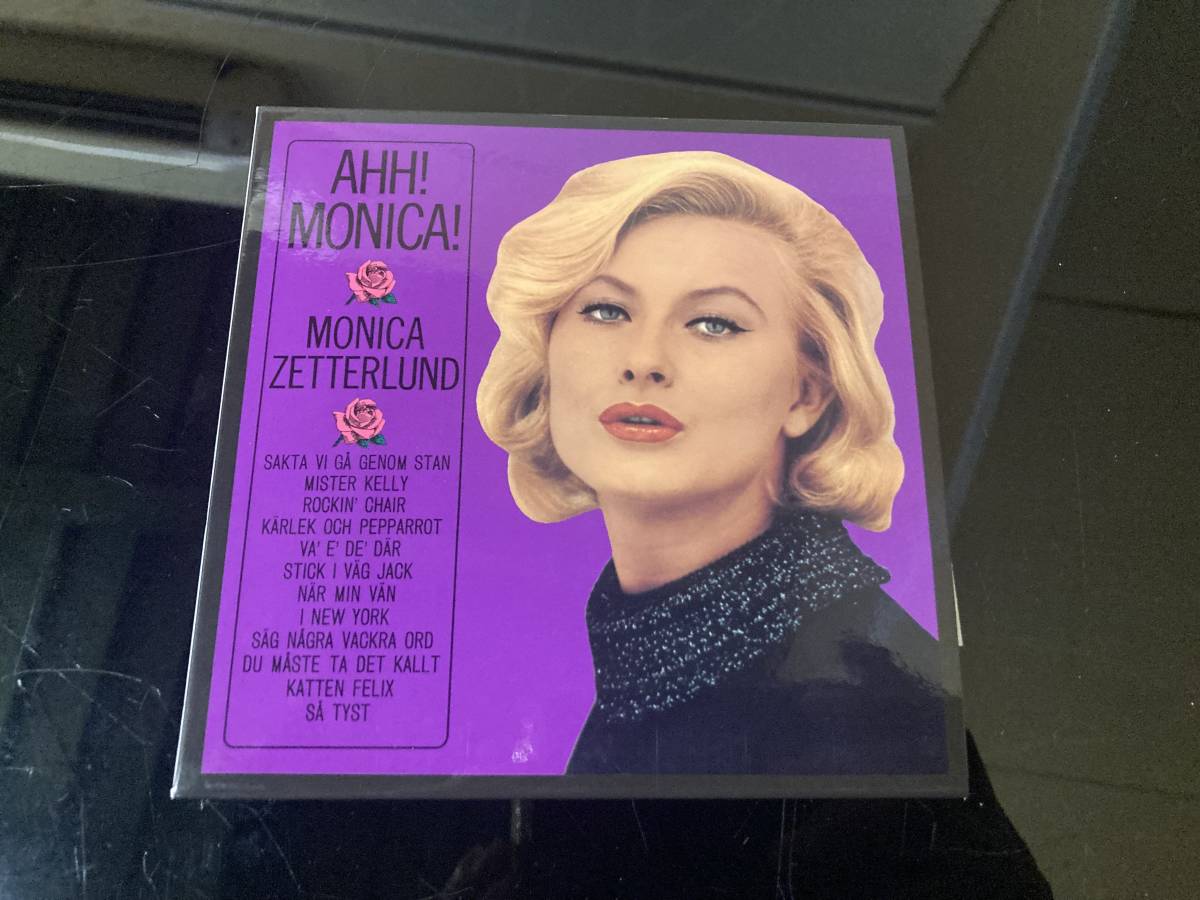 AHH!
MONICA!
MONICA
ZETTERLUND
SAKTA VI GÅ GENOM STAN
MISTER KELLY
ROCKIN' CHAIR
KÄRLEK OCH PEPPARROT
VA' E' DE' DÄR
STICK I VÄG JACK
NÄR MIN VÄN
I NEW YORK
SÄG NÅGRA VACKRA ORD
DU MÅSTE TA DET KALLT
KATTEN FELIX
SÅ TYST